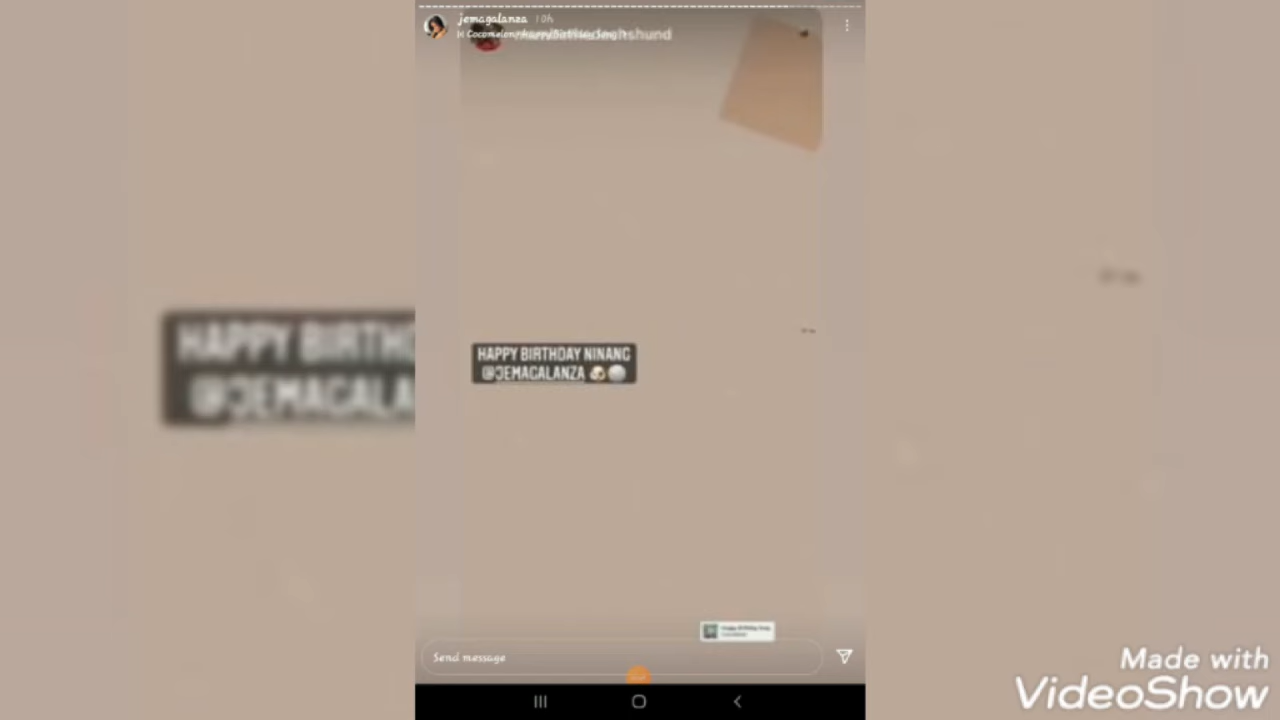 jemagalanza 10h
HAPPY BIRTHDAY NINANG
@JEMAGALANZA
Send message
HAPPY BIRTH
@JEMAGALA
Made with
VideoShow